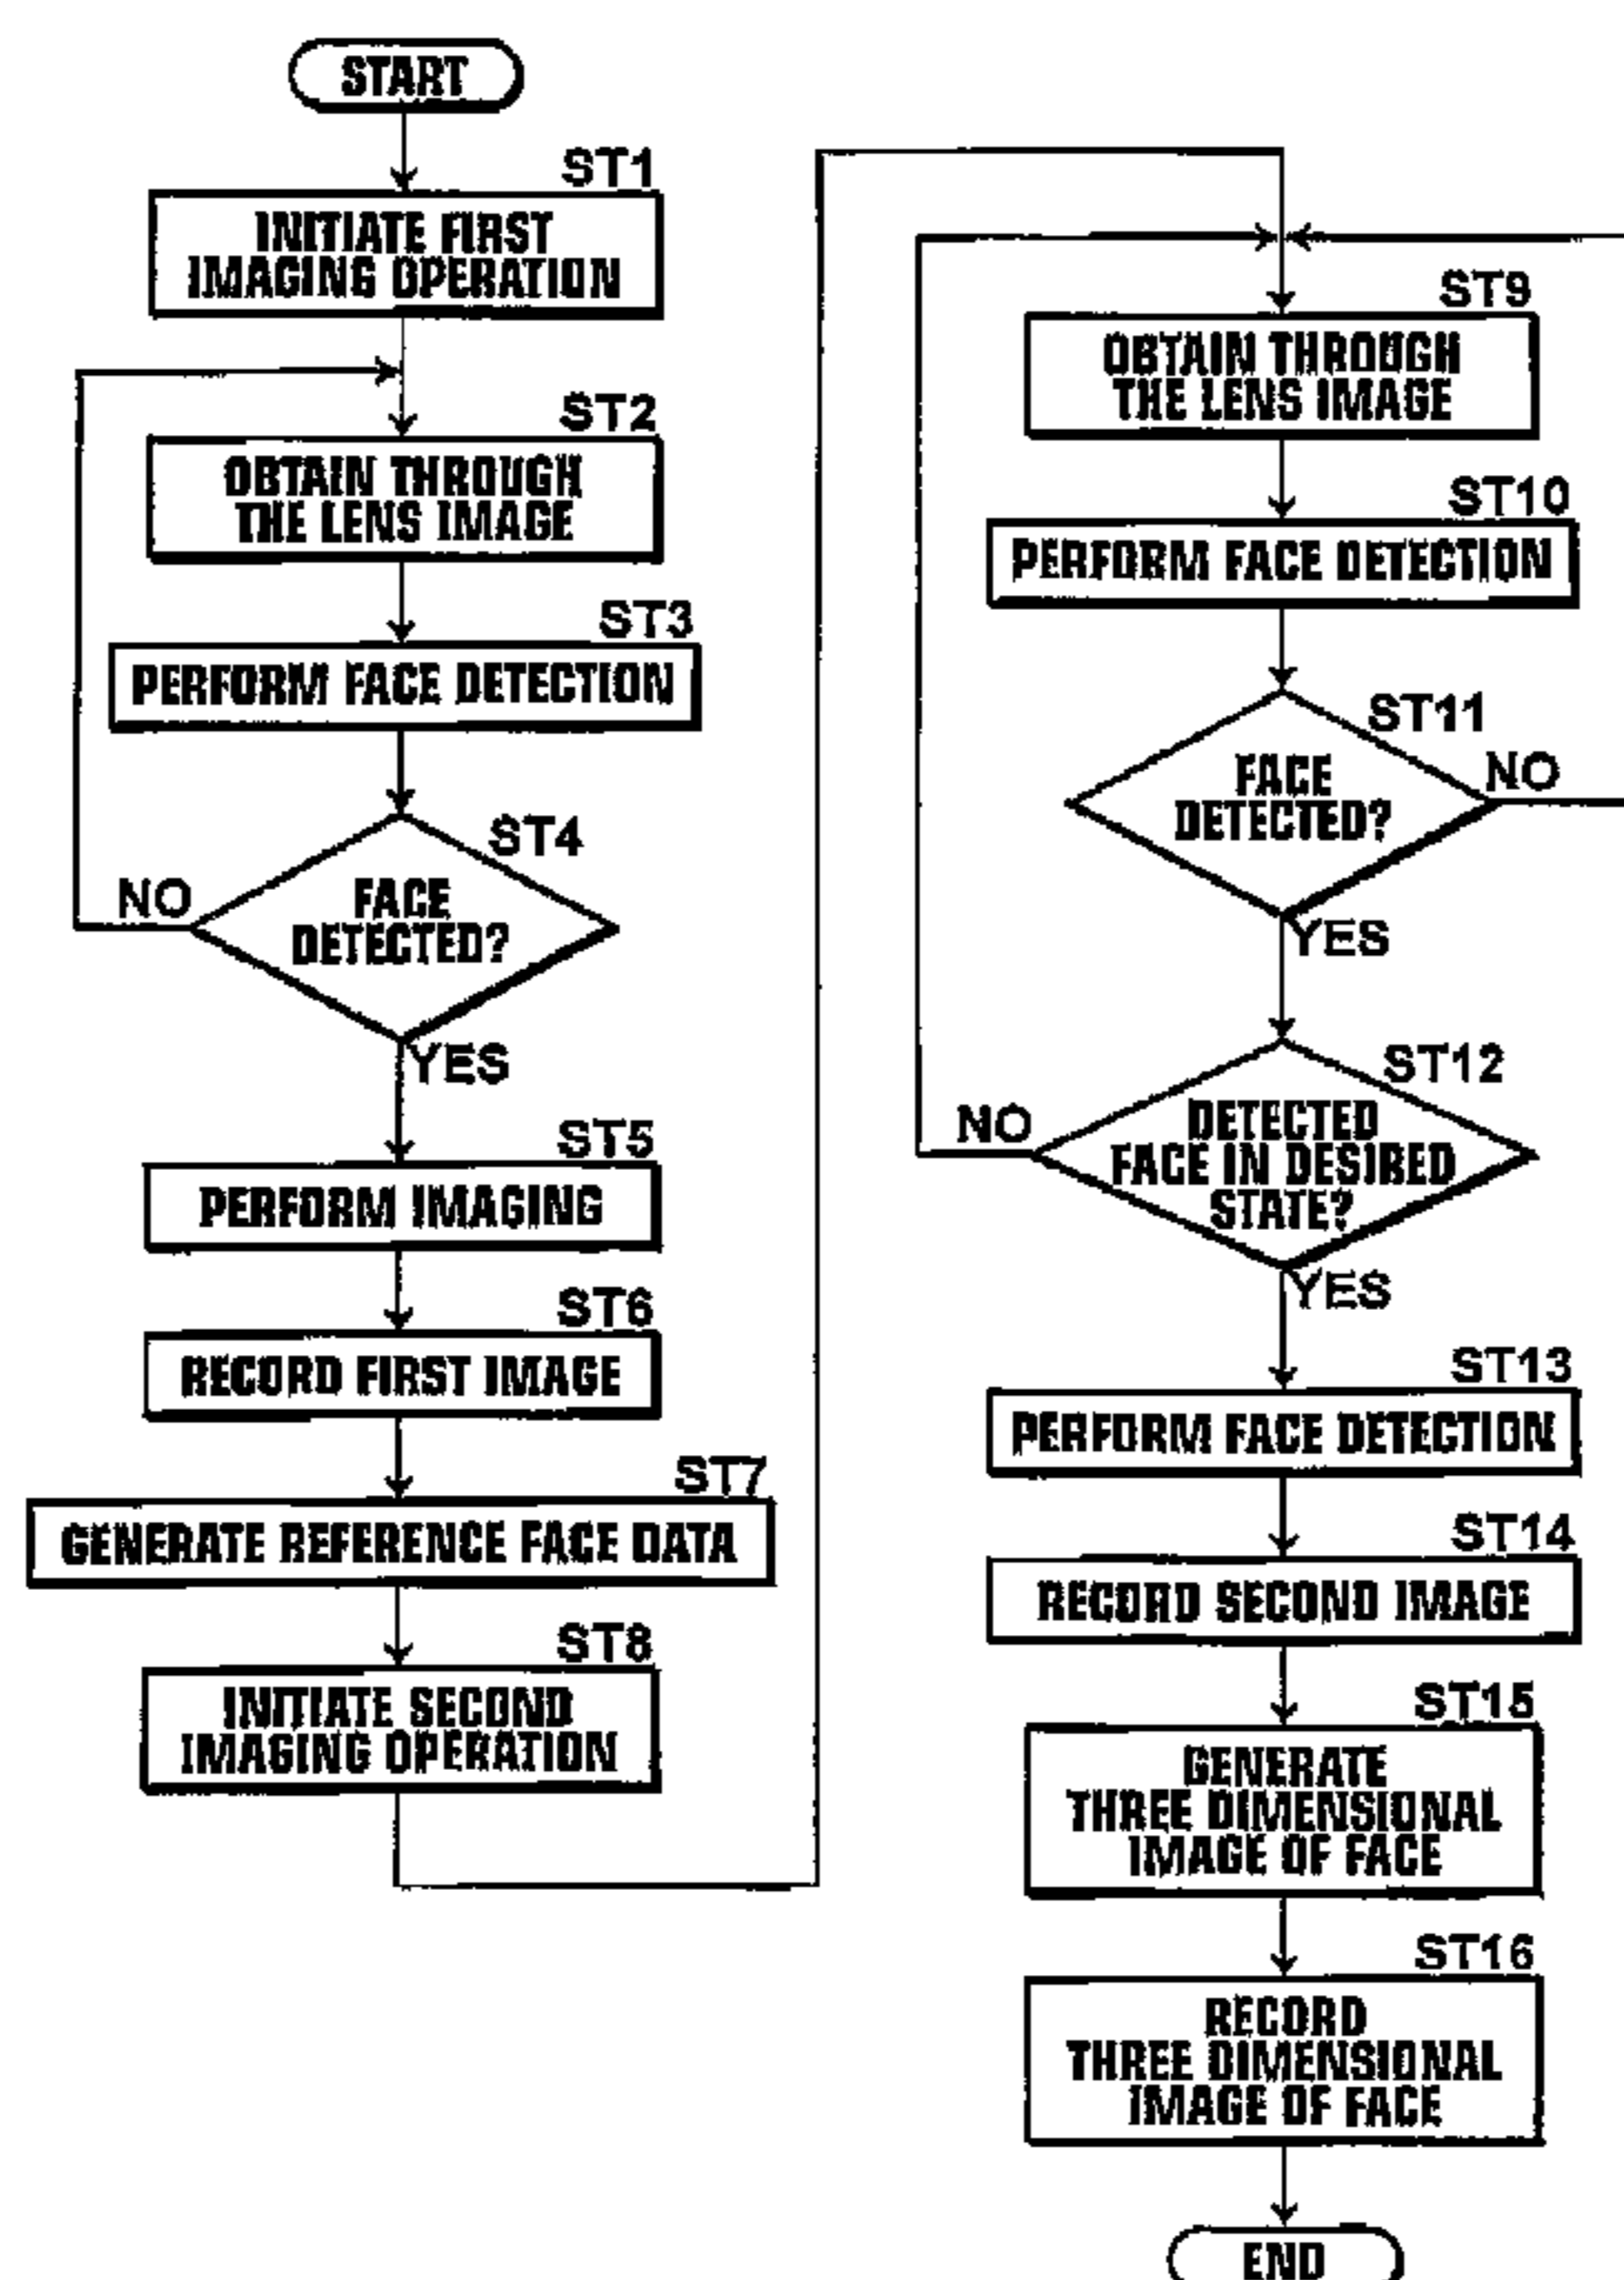 START
ST1
INITIATE FIRST
IMAGING OPERATION
ST2
OBTAIN THROUGH
THE LENS IMAGE
ST3
PERFORM FACE DETECTION
ST4
FACE
DETECTED?
NO
YES
ST5
PERFORM IMAGING
ST6
RECORD FIRST IMAGE
ST7
GENERATE REFERENCE FACE DATA
ST8
INITIATE SECOND
IMAGING OPERATION
ST9
OBTAIN THROUGH
THE LENS IMAGE
ST10
PERFORM FACE DETECTION
ST11
FACE
DETECTED?
NO
YES
ST12
DETECTED
FACE IN DESIRED
STATE?
NO
YES
ST13
PERFORM FACE DETECTION
ST14
RECORD SECOND IMAGE
ST15
GENERATE
THREE DIMENSIONAL
IMAGE OF FACE
ST16
RECORD
THREE DIMENSIONAL
IMAGE OF FACE
END